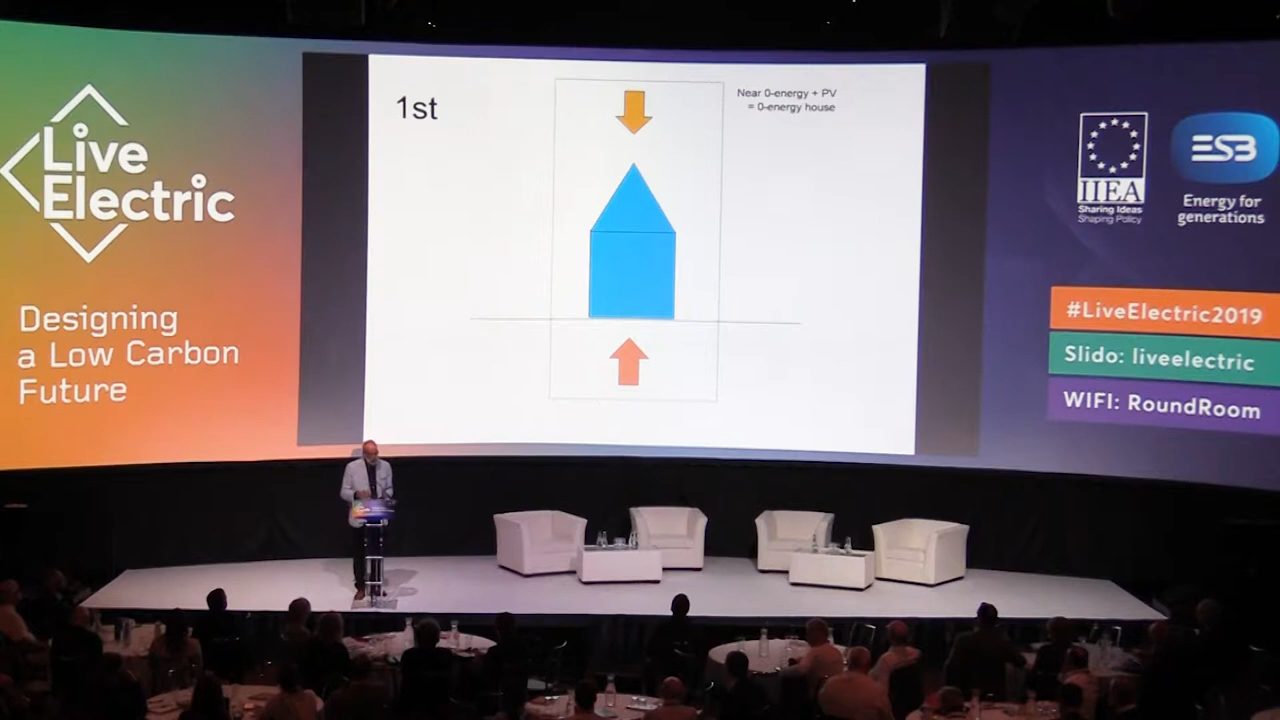 Live
Electric
Designing
a Low Carbon
Future
1st
Near 0-energy + PV
= 0-energy house
IIEA
Sharing Ideas
Shaping Policy
ESB
Energy for
generations
#LiveElectric2019
Slido: liveelectric
WIFI: RoundRoom